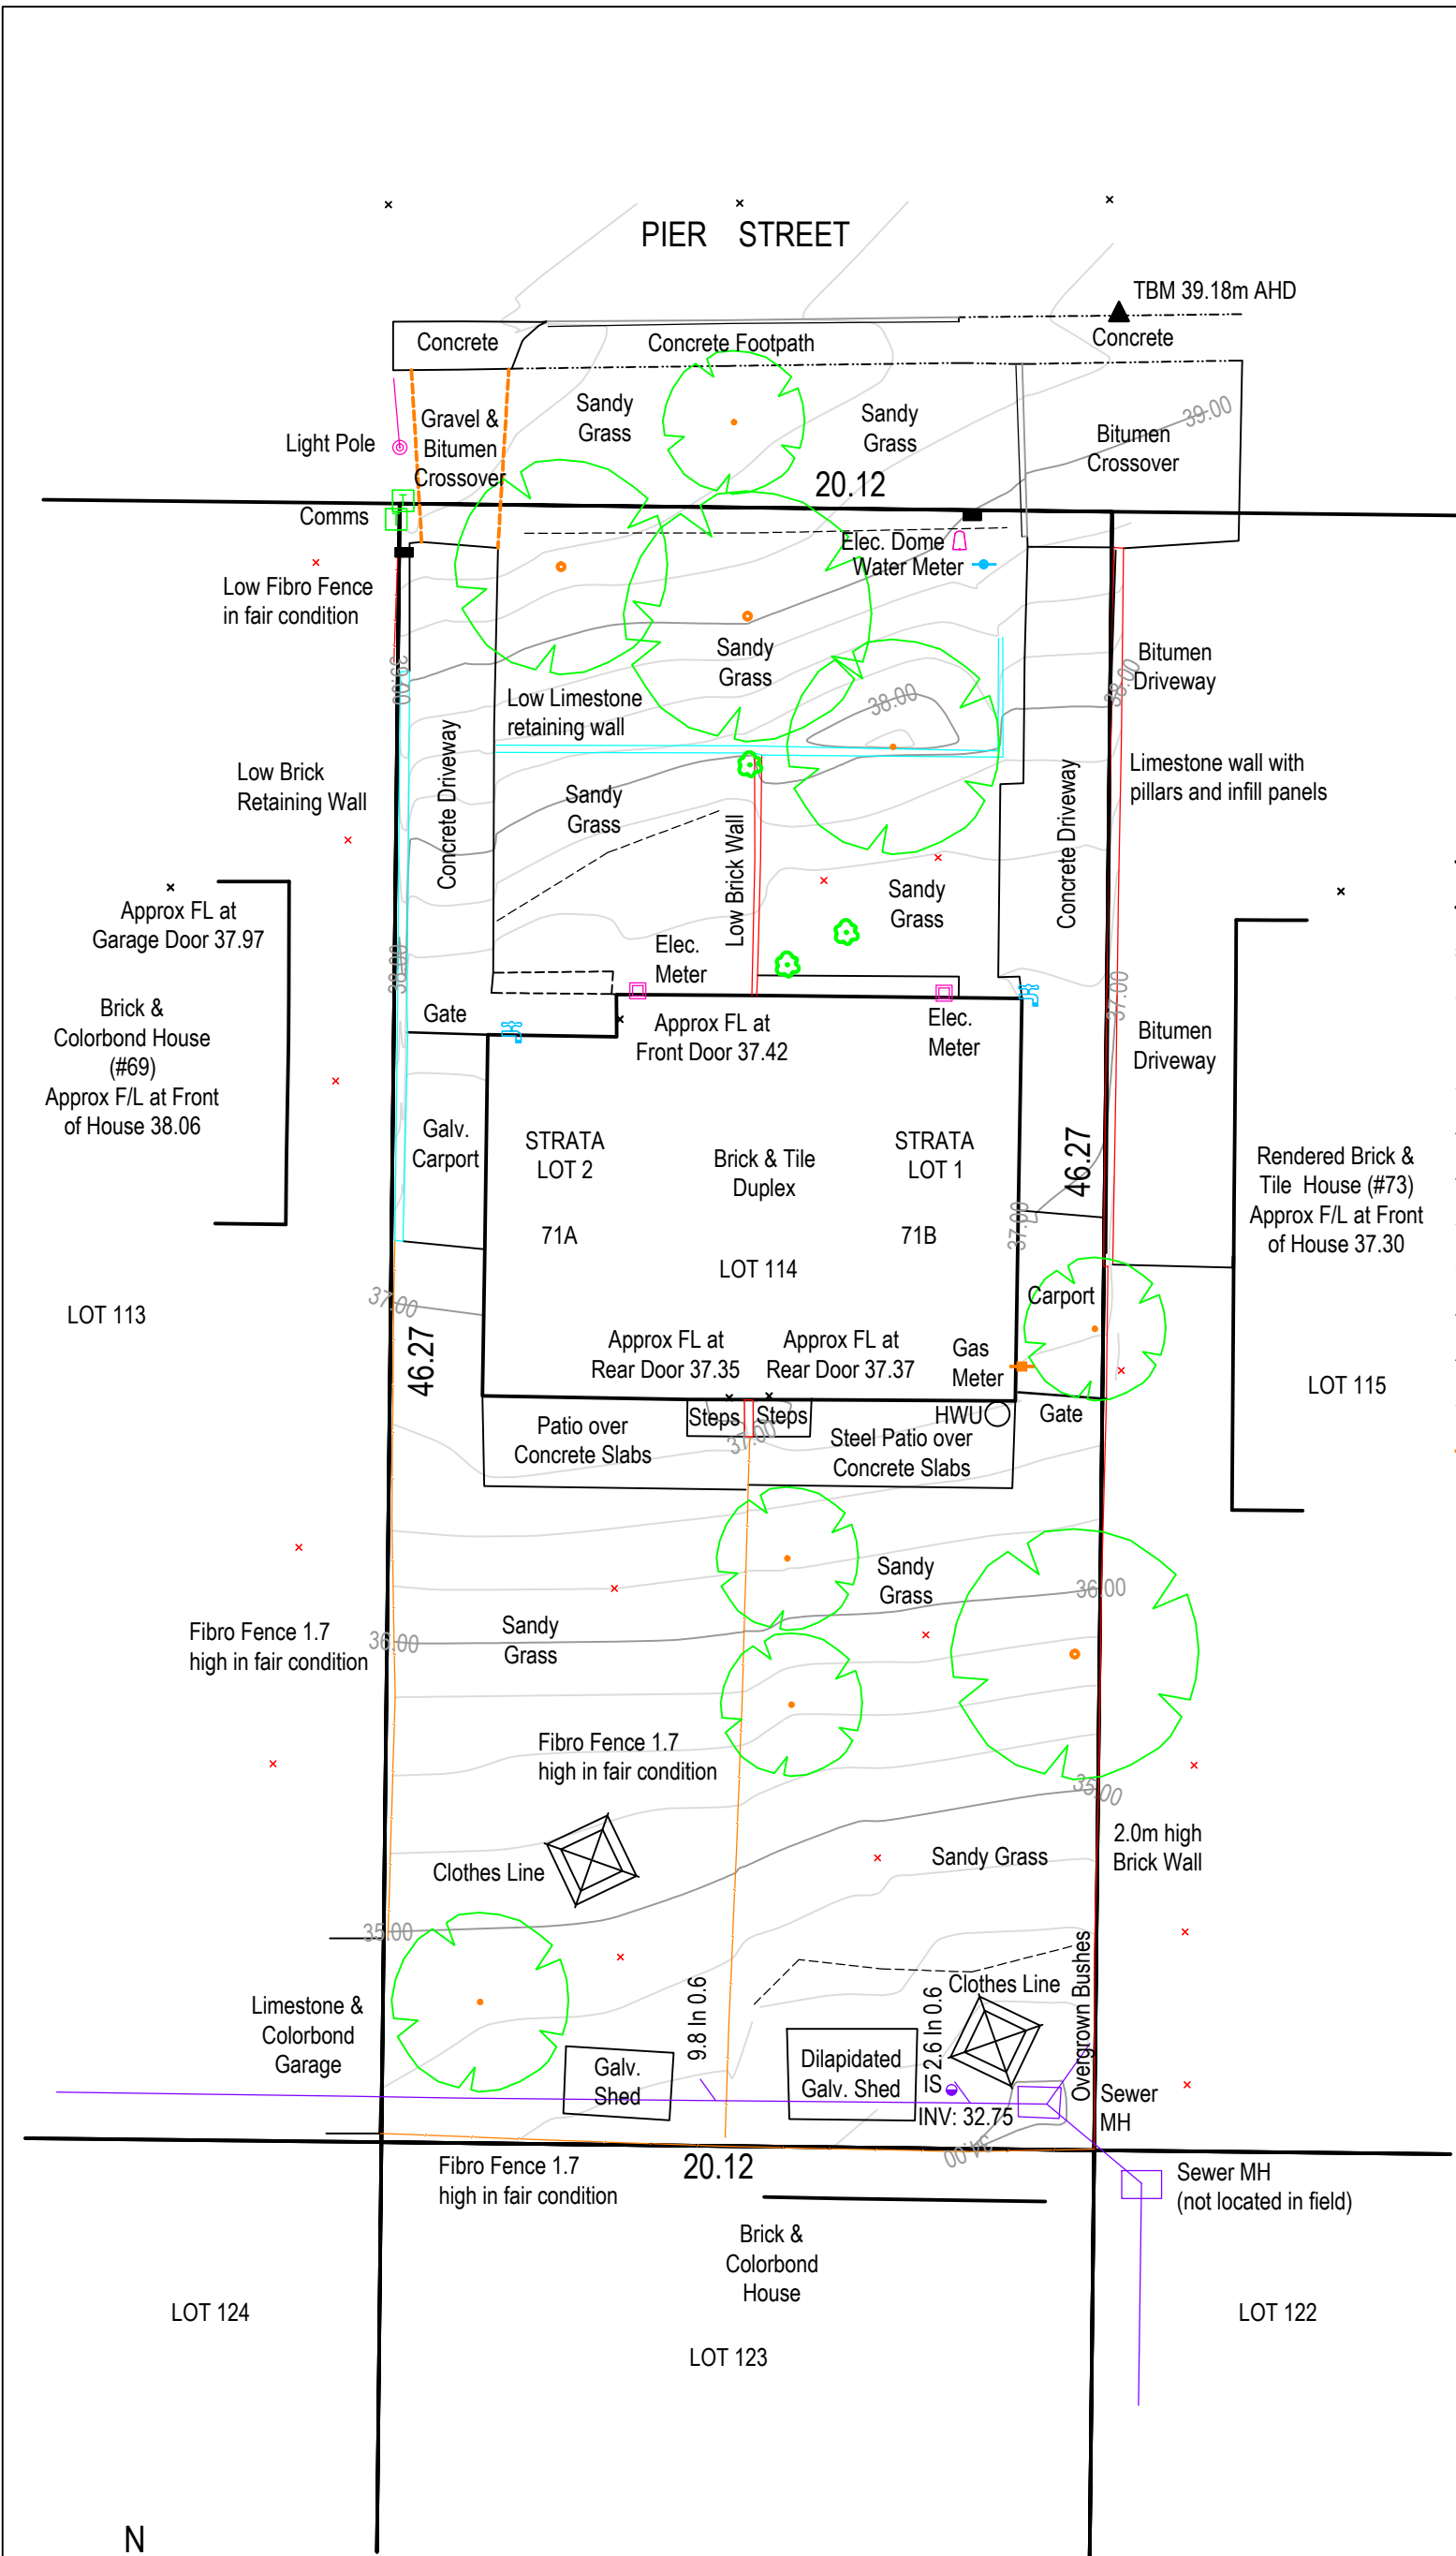 PIER STREET
TBM 39.18m AHD
Concrete
Concrete Footpath
Concrete
Sandy
Grass
Sandy
Grass
39.00
Gravel &
Bitumen
Crossover
Light Pole
Bitumen
Crossover
20.12
Comms
Elec. Dome
Water Meter
Low Fibro Fence
in fair condition
39.00
Sandy
Grass
Bitumen
Driveway
38.00
38.00
Low Limestone
retaining wall
Low Brick
Retaining Wall
Concrete Driveway
Sandy
Grass
Low Brick Wall
Concrete Driveway
Limestone wall with
pillars and infill panels
Sandy
Grass
Approx FL at
Garage Door 37.97
Elec.
Meter
38.00
37.00
Brick &
Colorbond House
(#69)
Approx F/L at Front
of House 38.06
Gate
Approx FL at
Front Door 37.42
Elec.
Meter
Bitumen
Driveway
Galv.
Carport
STRATA
LOT 2
Brick & Tile
Duplex
STRATA
LOT 1
46.27
Rendered Brick &
Tile House (#73)
Approx F/L at Front
of House 37.30
71A
71B
37.00
LOT 114
37.00
Carport
LOT 113
46.27
Approx FL at
Rear Door 37.35
Approx FL at
Rear Door 37.37
Gas
Meter
LOT 115
Steps
Steps
HWU
Gate
Patio over
Concrete Slabs
37.00
Steel Patio over
Concrete Slabs
Sandy
Grass
36.00
Sandy
Grass
Fibro Fence 1.7
high in fair condition
36.00
Fibro Fence 1.7
high in fair condition
35.00
2.0m high
Brick Wall
Clothes Line
Sandy Grass
35.00
Overgrown Bushes
Limestone &
Colorbond
Garage
9.8 In 0.6
2.6 In 0.6
Clothes Line
Galv.
Shed
Dilapidated
Galv. Shed
IS
INV: 32.75
Sewer
MH
34.00
Fibro Fence 1.7
high in fair condition
20.12
Sewer MH
(not located in field)
Brick &
Colorbond
House
LOT 124
LOT 122
LOT 123
N